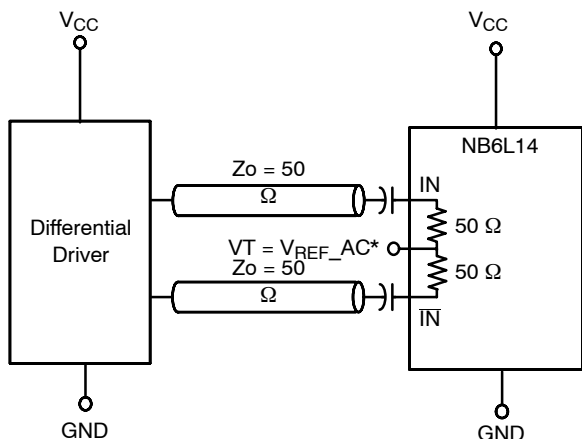 VCC
VCC
NB6L14
Zo = 50
Ω
IN
50 Ω
Differential
Driver
VT = VREF_AC*
50 Ω
Zo = 50
Ω
IN
GND
GND